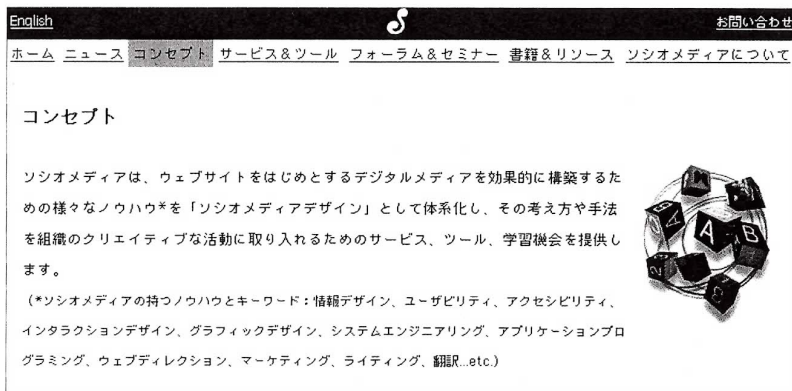 English お問い合わせ
ホーム ニュース コンセプト サービス&ツール フォーラム&セミナー 書籍&リソース ソシオメディアについて
コンセプト
ソシオメディアは、ウェブサイトをはじめとするデジタルメディアを効果的に構築するた
めの様々なノウハウ*を「ソシオメディアデザイン」として体系化し、その考え方や手法
を組織のクリエイティブな活動に取り入れるためのサービス、ツール、学習機会を提供し
ます。
(*ソシオメディアの持つノウハウとキーワード:情報デザイン、ユーザビリティ、アクセシビリティ、
インタラクションデザイン、グラフィックデザイン、システムエンジニアリング、アプリケーションプロ
グラミング、ウェブディレクション、マーケティング、ライティング、翻訳...etc.)
A B